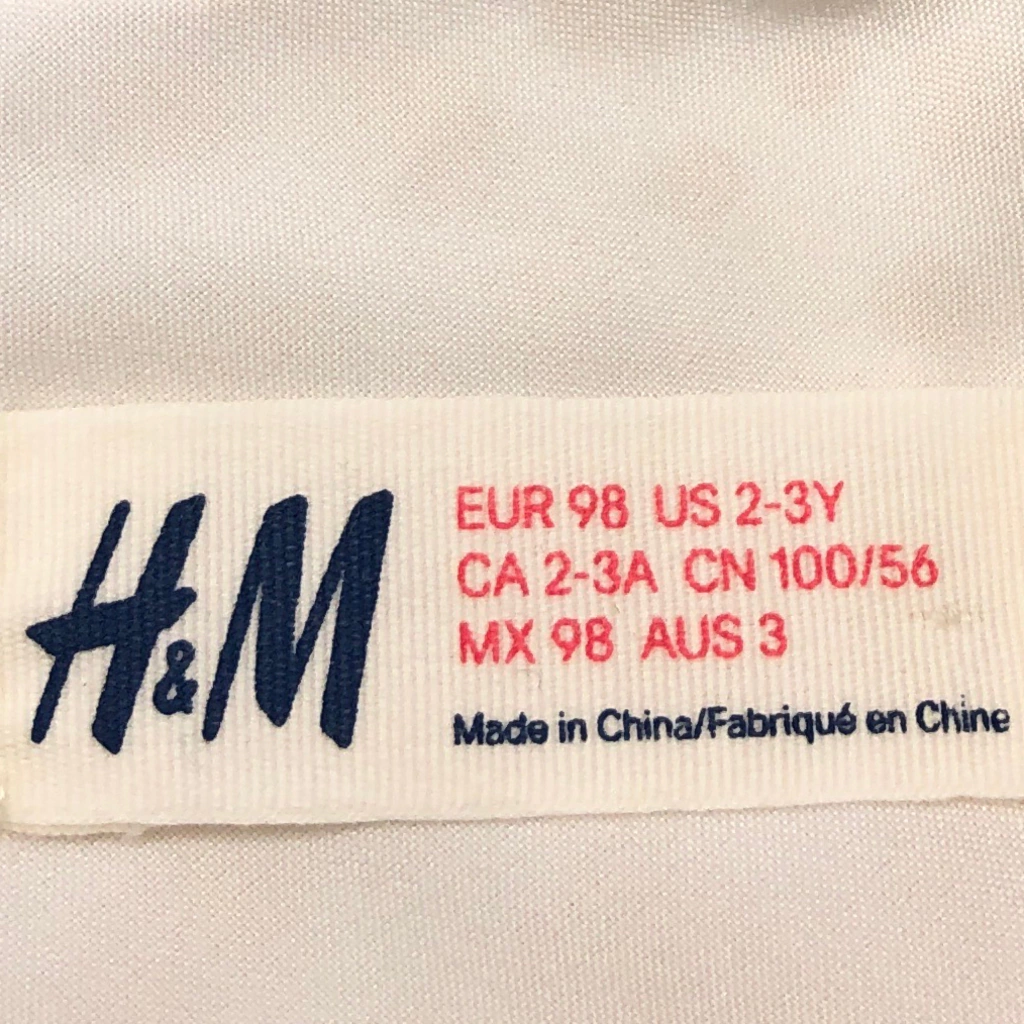 H&M
EUR 98 US 2-3Y
CA 2-3A CN 100/56
MX 98 AUS 3
Made in China/Fabriqué en Chine